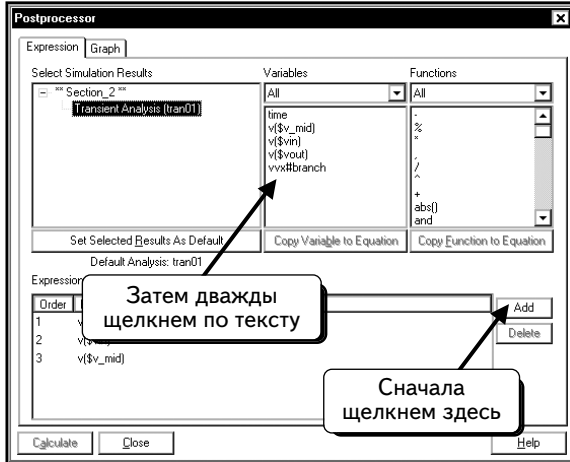 Postprocessor
Expression Graph
Select Simulation Results Variables Functions
** Section_2 **
Transient Analysis (tran01)
All
All
time
v($v_mid)
v($vin)
v($vout)
vvx#branch
-
%
*
,
/
^
+
abs()
and
Set Selected Results As Default Copy Variable to Equation Copy Function to Equation
Default Analysis: tran01
Expression
Order
Add
Delete
1
2
3 v($v_mid)
Затем дважды
щелкнем по тексту
Сначала
щелкнем здесь
Calculate Close Help